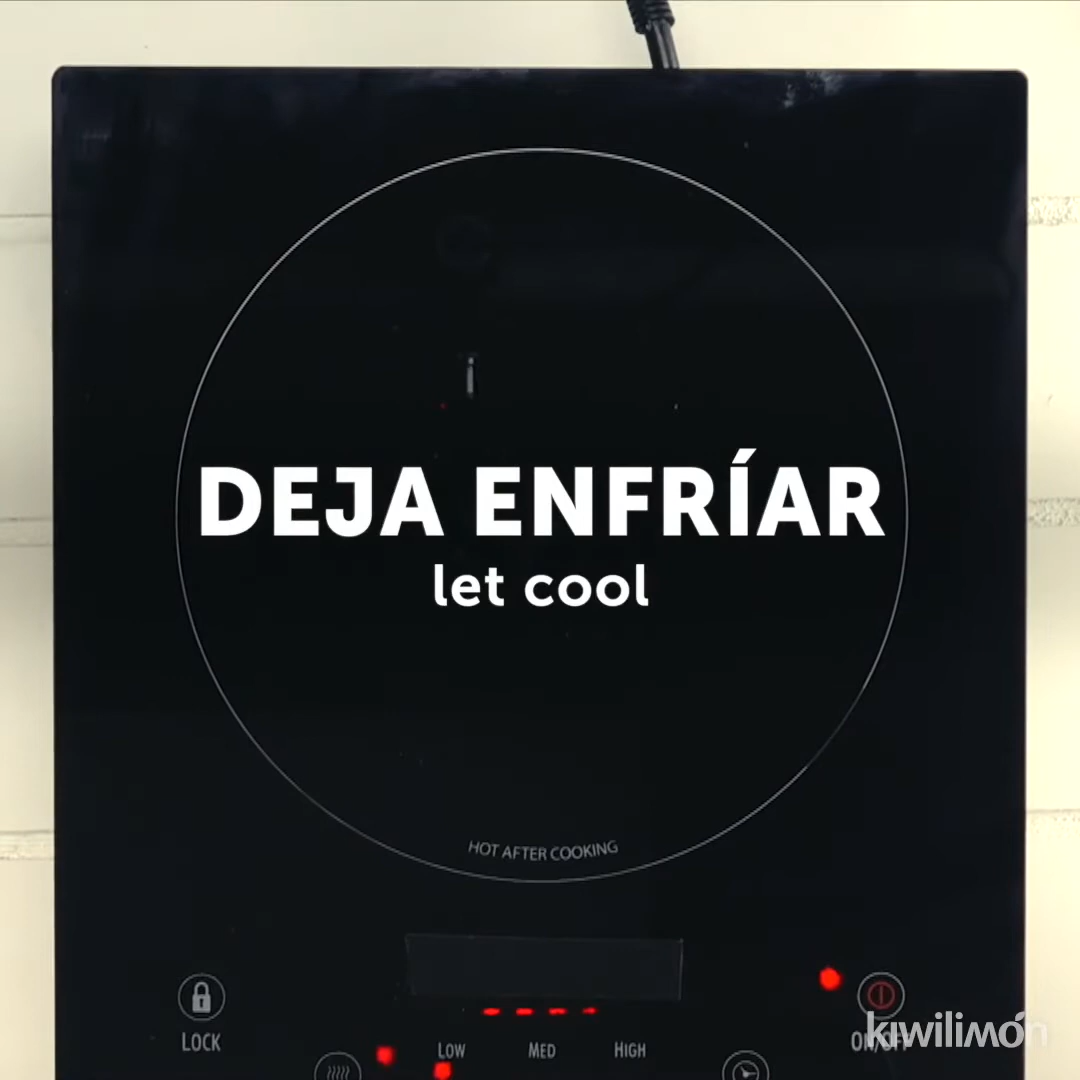 DEJA ENFRÍAR
let cool
HOT AFTER COOKING
LOCK
LOW MED HIGH
ON/OFF
kiwilimón